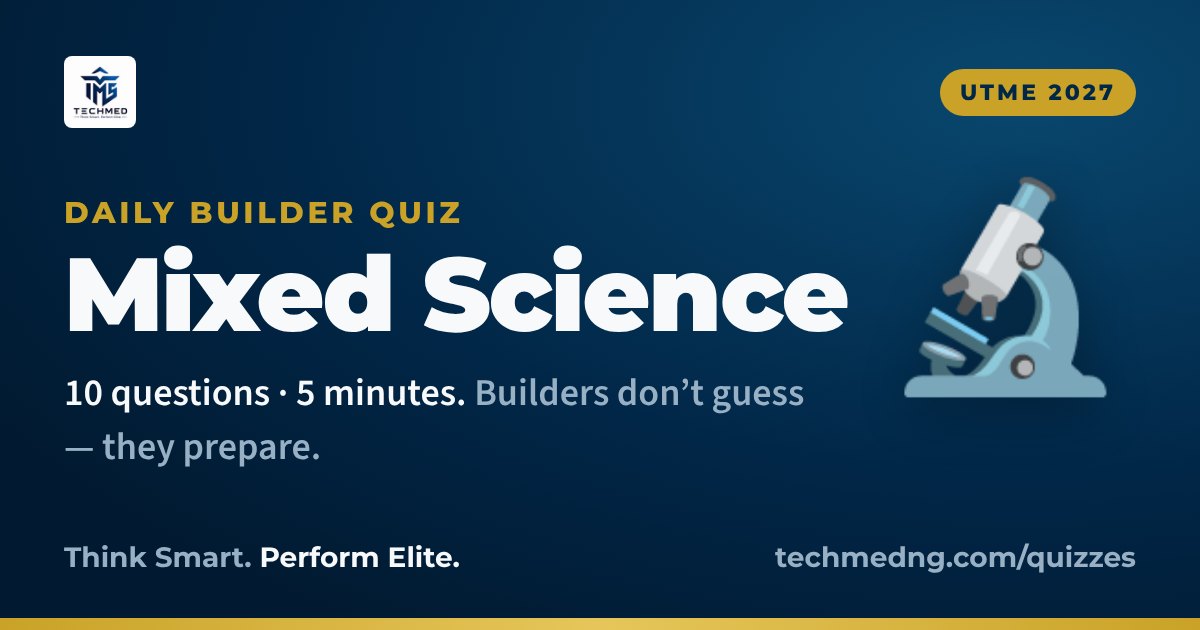 TECHMED
UTME 2027
DAILY BUILDER QUIZ
Mixed Science
10 questions · 5 minutes. Builders don’t guess
— they prepare.
Think Smart. Perform Elite.
techmedng.com/quizzes